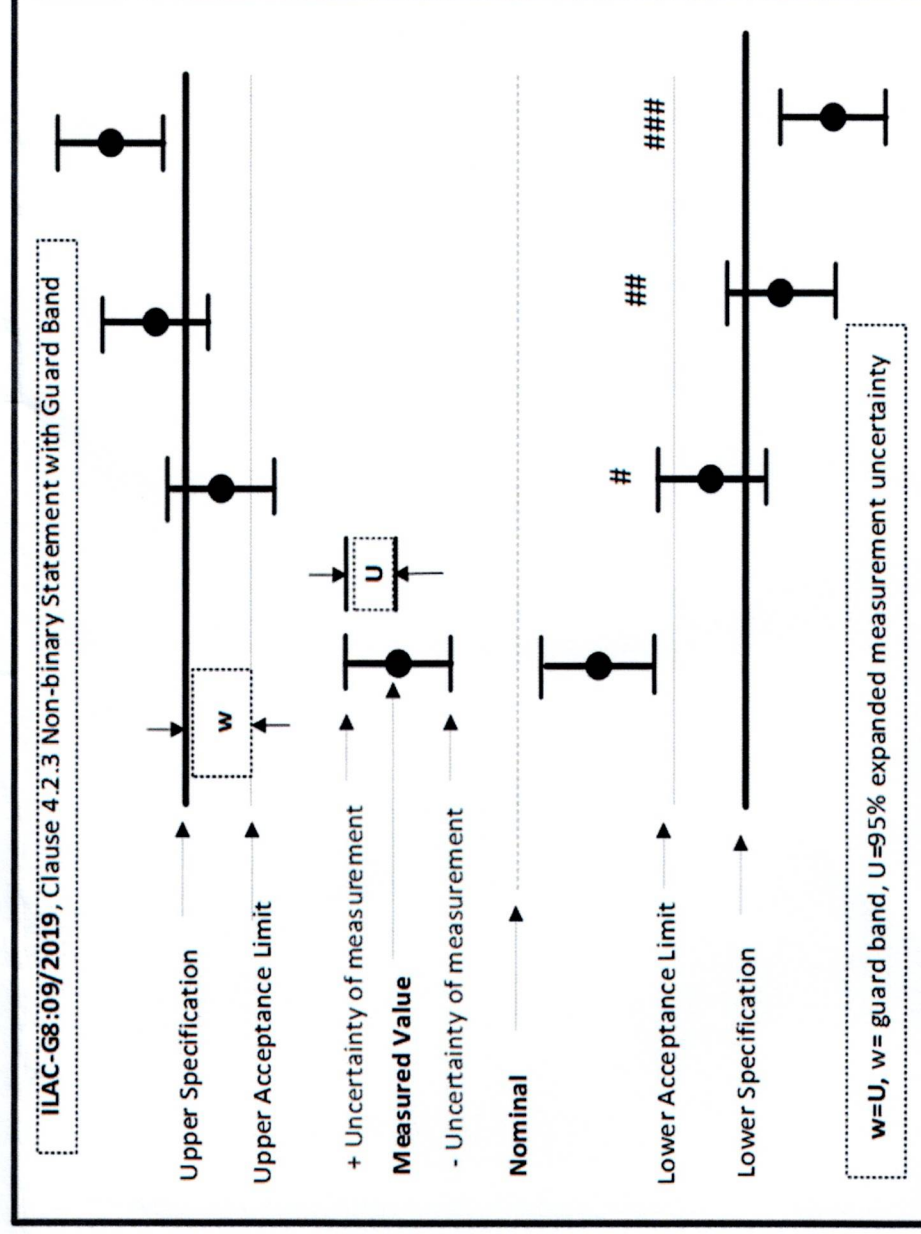 ILAC-G8:09/2019, Clause 4.2.3 Non-binary Statement with Guard Band
Upper Specification
w
Upper Acceptance Limit
+ Uncertainty of measurement
U
Measured Value
- Uncertainty of measurement
Nominal
#
##
###
Lower Acceptance Limit
Lower Specification
w=U, w= guard band, U=95% expanded measurement uncertainty